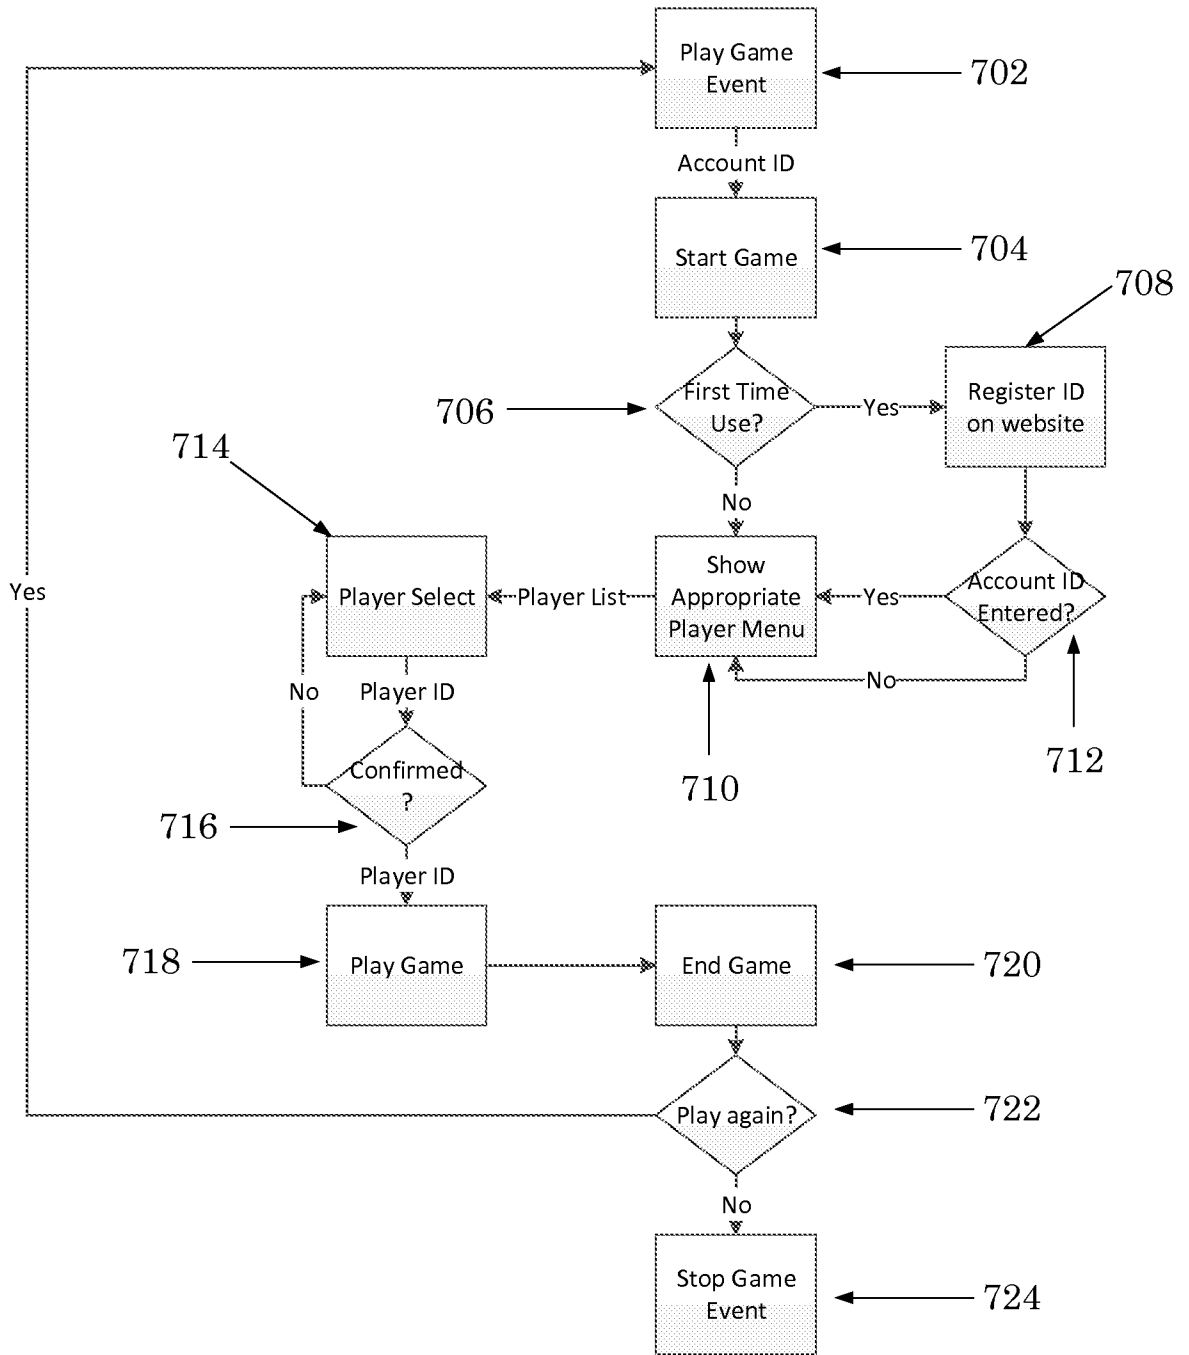 Play Game
Event
702
Account ID
Start Game
704
708
First Time
Use?
706
Yes
Register ID
on website
714
No
Yes
Player Select
Player List
Show
Appropriate
Player Menu
Yes
Account ID
Entered?
No
Player ID
No
712
710
Confirmed
?
716
Player ID
718
Play Game
End Game
720
Play again?
722
No
Stop Game
Event
724